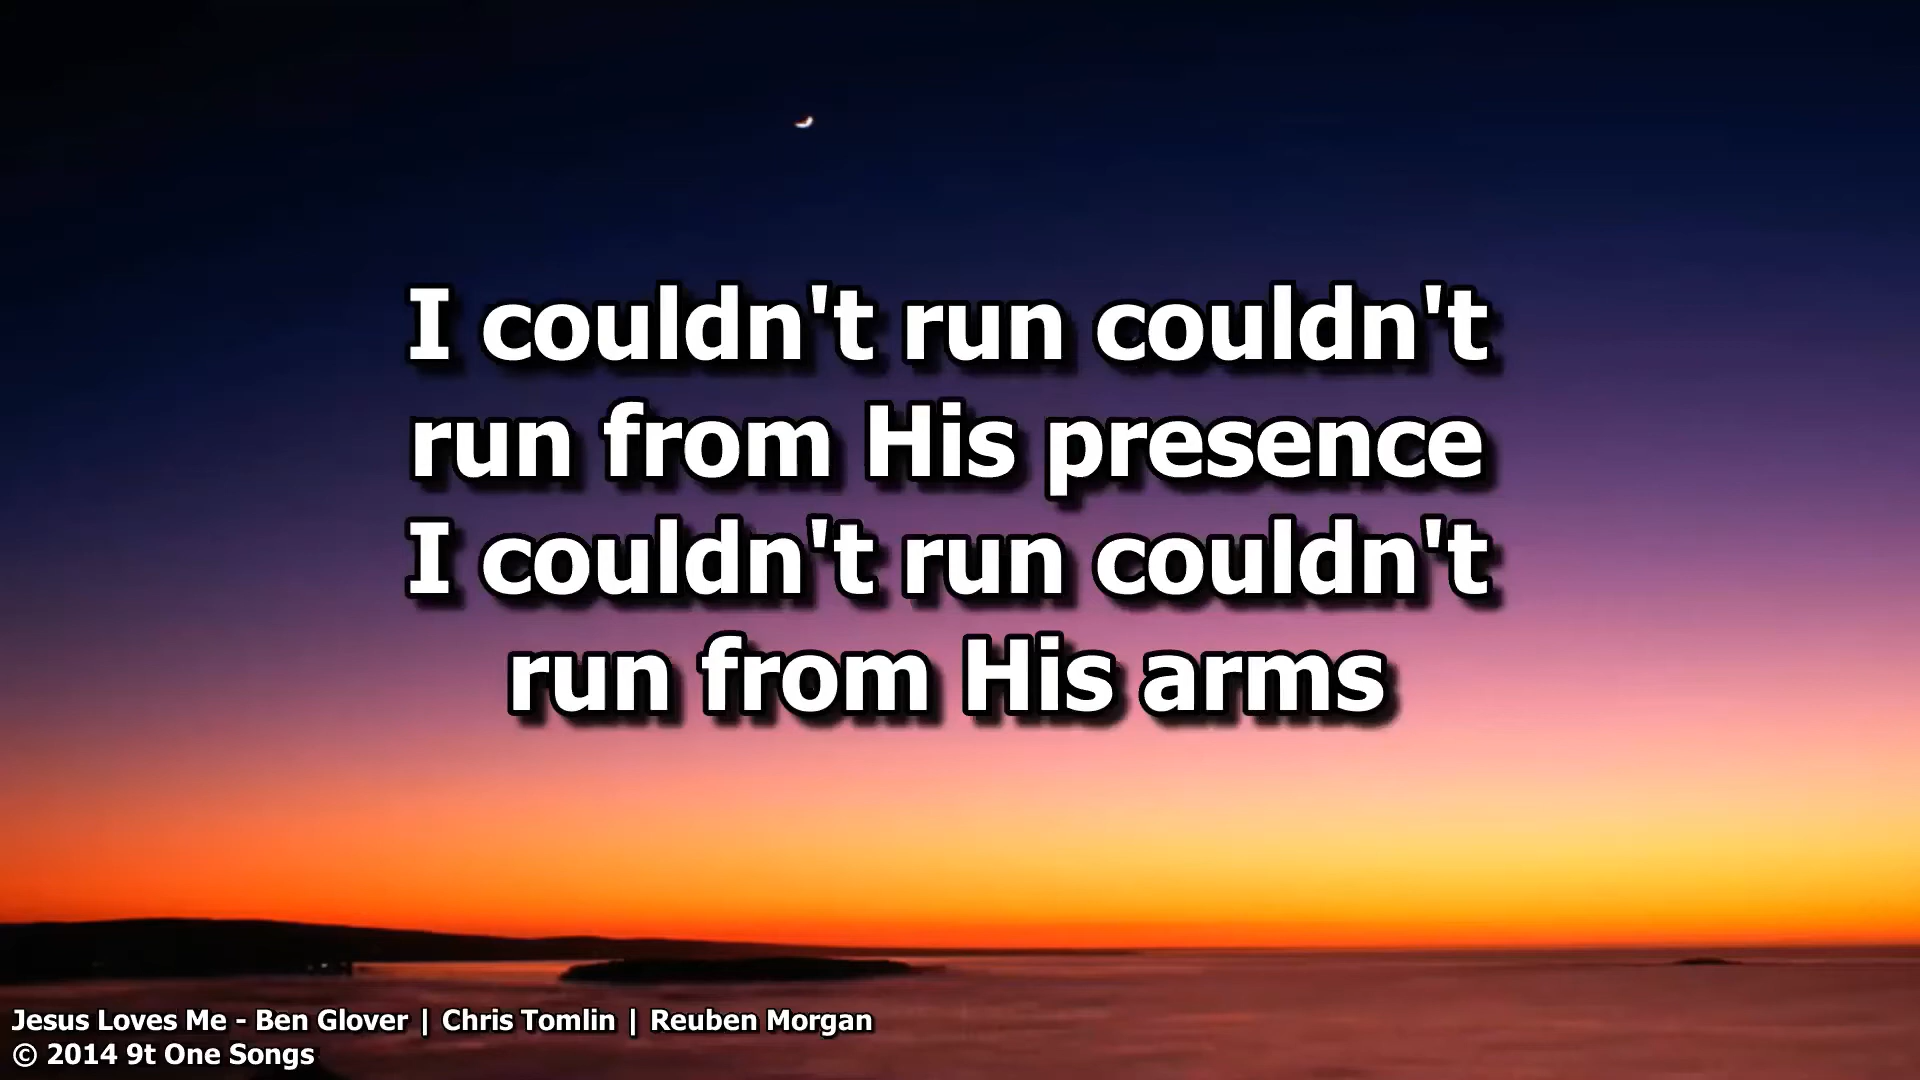 I couldn't run couldn't
run from His presence
I couldn't run couldn't
run from His arms
Jesus Loves Me - Ben Glover | Chris Tomlin | Reuben Morgan
© 2014 9t One Songs